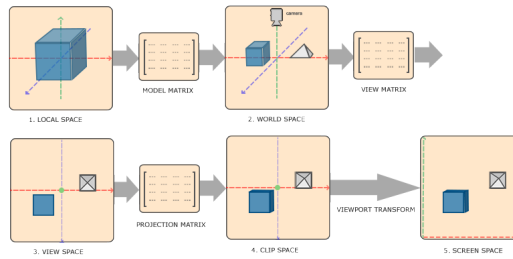 camera
MODEL MATRIX
VIEW MATRIX
1. LOCAL SPACE
2. WORLD SPACE
PROJECTION MATRIX
VIEWPORT TRANSFORM
3. VIEW SPACE
4. CLIP SPACE
5. SCREEN SPACE